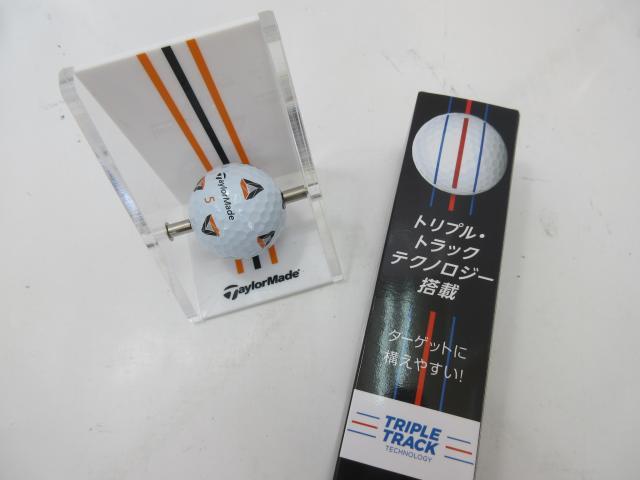 TaylorMade
5
TaylorMade
トリプル・
トラック
テクノロジー
搭載
ターゲットに
構えやすい!
TRIPLE
TRACK
TECHNOLOGY